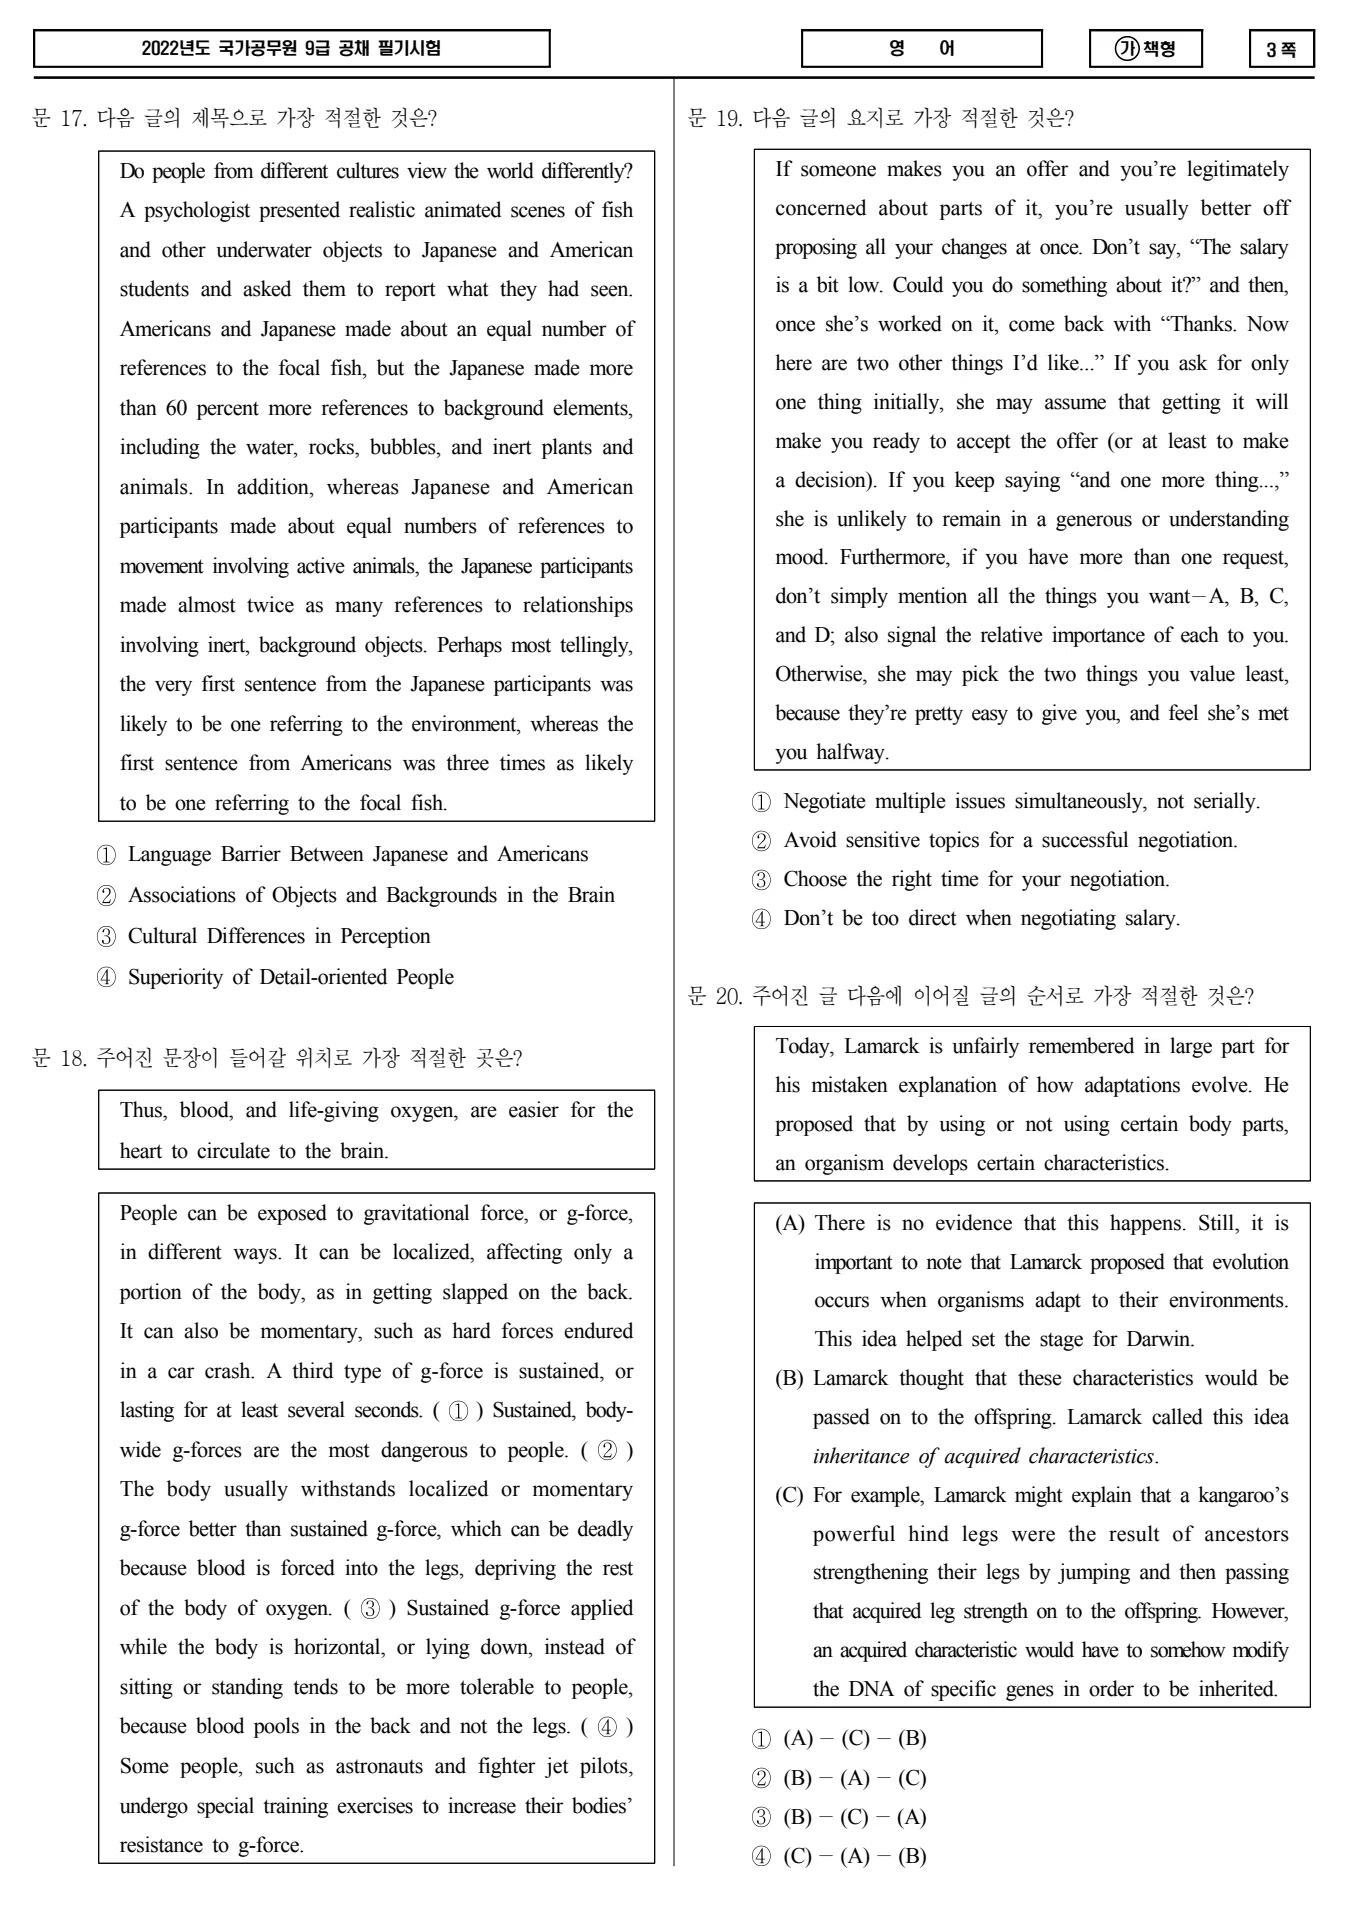 2022년도 국가공무원 9급 공채 필기시험
영 어
㉮ 책형
3 쪽
문 17. 다음 글의 제목으로 가장 적절한 것은?
Do people from different cultures view the world differently?
A psychologist presented realistic animated scenes of fish
and other underwater objects to Japanese and American
students and asked them to report what they had seen.
Americans and Japanese made about an equal number of
references to the focal fish, but the Japanese made more
than 60 percent more references to background elements,
including the water, rocks, bubbles, and inert plants and
animals. In addition, whereas Japanese and American
participants made about equal numbers of references to
movement involving active animals, the Japanese participants
made almost twice as many references to relationships
involving inert, background objects. Perhaps most tellingly,
the very first sentence from the Japanese participants was
likely to be one referring to the environment, whereas the
first sentence from Americans was three times as likely
to be one referring to the focal fish.
① Language Barrier Between Japanese and Americans
② Associations of Objects and Backgrounds in the Brain
③ Cultural Differences in Perception
④ Superiority of Detail-oriented People
문 18. 주어진 문장이 들어갈 위치로 가장 적절한 곳은?
Thus, blood, and life-giving oxygen, are easier for the
heart to circulate to the brain.
People can be exposed to gravitational force, or g-force,
in different ways. It can be localized, affecting only a
portion of the body, as in getting slapped on the back.
It can also be momentary, such as hard forces endured
in a car crash. A third type of g-force is sustained, or
lasting for at least several seconds. ( ① ) Sustained, body-
wide g-forces are the most dangerous to people. ( ② )
The body usually withstands localized or momentary
g-force better than sustained g-force, which can be deadly
because blood is forced into the legs, depriving the rest
of the body of oxygen. ( ③ ) Sustained g-force applied
while the body is horizontal, or lying down, instead of
sitting or standing tends to be more tolerable to people,
because blood pools in the back and not the legs. ( ④ )
Some people, such as astronauts and fighter jet pilots,
undergo special training exercises to increase their bodies'
resistance to g-force.
문 19. 다음 글의 요지로 가장 적절한 것은?
If someone makes you an offer and you're legitimately
concerned about parts of it, you're usually better off
proposing all your changes at once. Don't say, "The salary
is a bit low. Could you do something about it?" and then,
once she's worked on it, come back with "Thanks. Now
here are two other things I'd like..." If you ask for only
one thing initially, she may assume that getting it will
make you ready to accept the offer (or at least to make
a decision). If you keep saying "and one more thing...,"
she is unlikely to remain in a generous or understanding
mood. Furthermore, if you have more than one request,
don't simply mention all the things you want－A, B, C,
and D; also signal the relative importance of each to you.
Otherwise, she may pick the two things you value least,
because they're pretty easy to give you, and feel she's met
you halfway.
① Negotiate multiple issues simultaneously, not serially.
② Avoid sensitive topics for a successful negotiation.
③ Choose the right time for your negotiation.
④ Don't be too direct when negotiating salary.
문 20. 주어진 글 다음에 이어질 글의 순서로 가장 적절한 것은?
Today, Lamarck is unfairly remembered in large part for
his mistaken explanation of how adaptations evolve. He
proposed that by using or not using certain body parts,
an organism develops certain characteristics.
(A) There is no evidence that this happens. Still, it is
important to note that Lamarck proposed that evolution
occurs when organisms adapt to their environments.
This idea helped set the stage for Darwin.
(B) Lamarck thought that these characteristics would be
passed on to the offspring. Lamarck called this idea
inheritance of acquired characteristics.
(C) For example, Lamarck might explain that a kangaroo's
powerful hind legs were the result of ancestors
strengthening their legs by jumping and then passing
that acquired leg strength on to the offspring. However,
an acquired characteristic would have to somehow modify
the DNA of specific genes in order to be inherited.
① (A) － (C) － (B)
② (B) － (A) － (C)
③ (B) － (C) － (A)
④ (C) － (A) － (B)